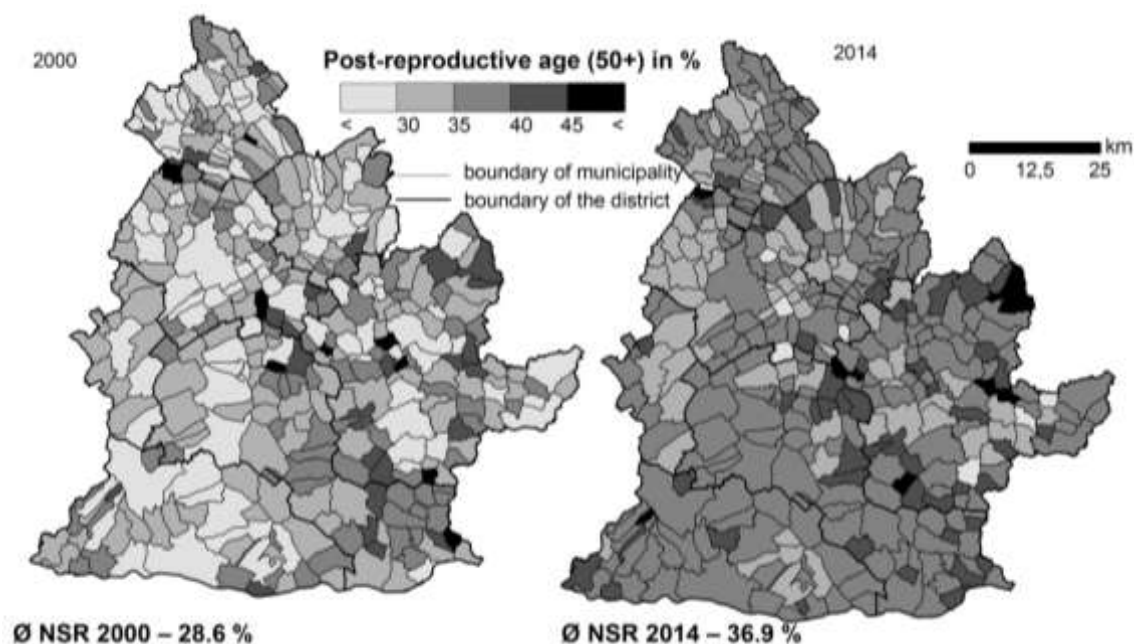 2000
Post-reproductive age (50+) in %
< 30 35 40 45 <
2014
km
0 12,5 25
boundary of municipality
boundary of the district
Ø NSR 2000 – 28.6 %
Ø NSR 2014 – 36.9 %